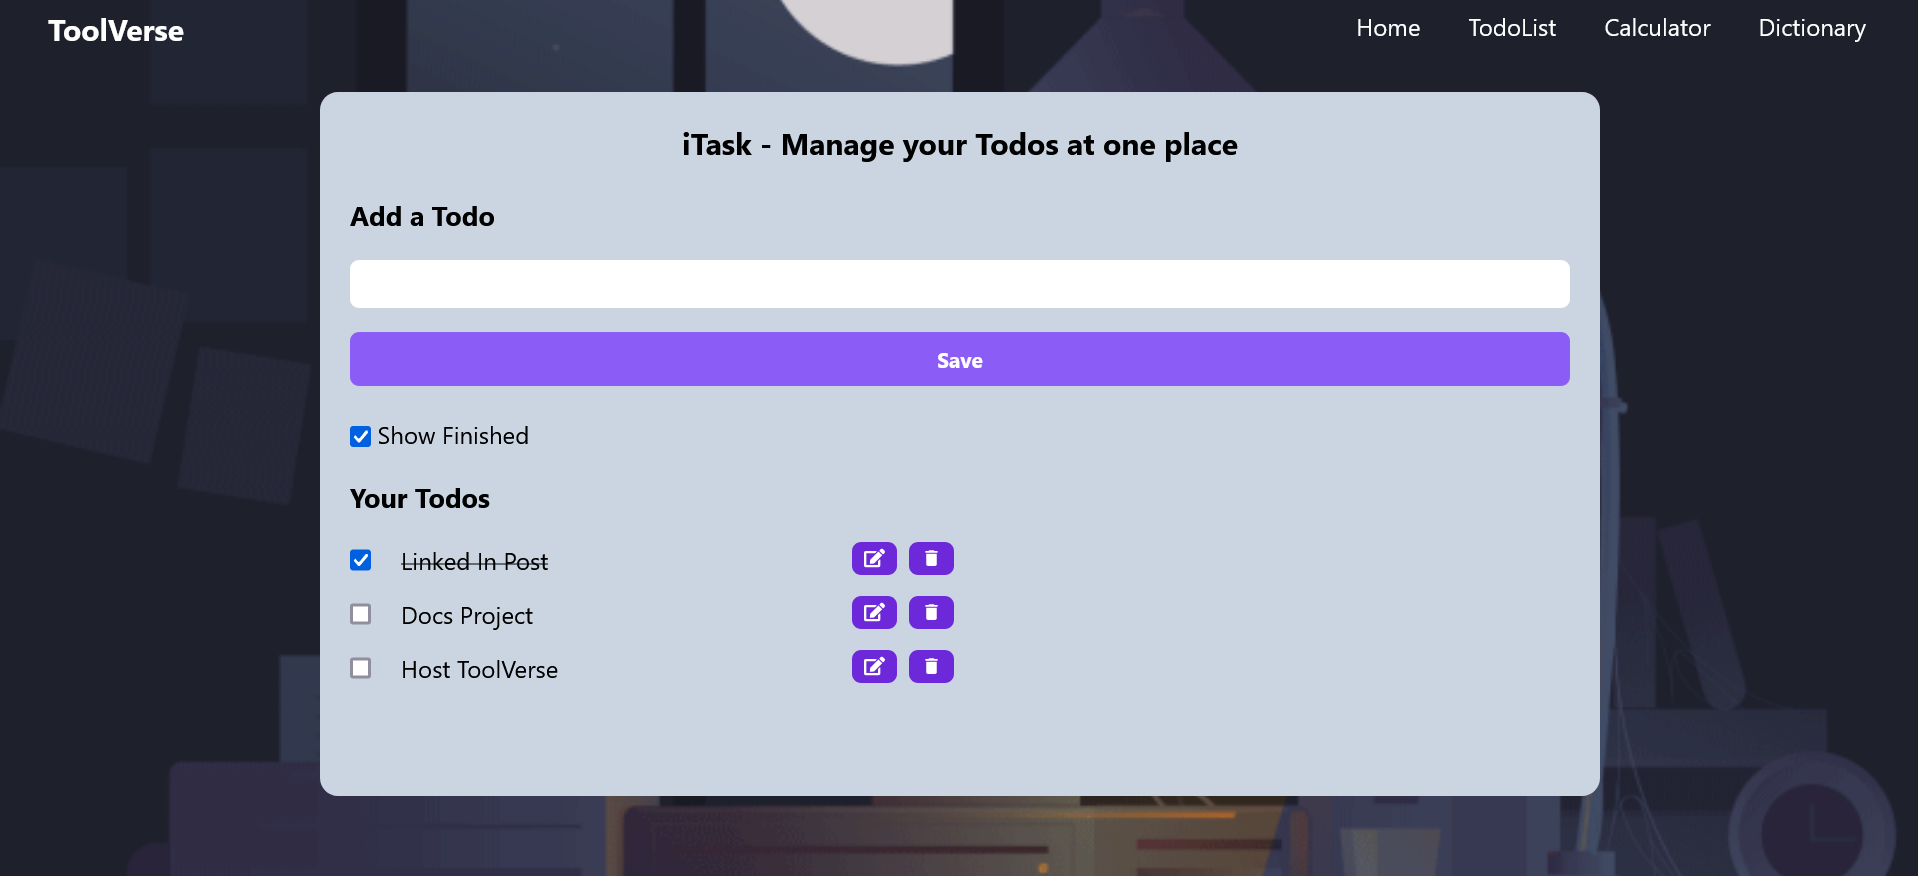 ToolVerse
Home TodoList Calculator Dictionary
iTask - Manage your Todos at one place
Add a Todo
Save
Show Finished
Your Todos
Linked In Post
Docs Project
Host ToolVerse